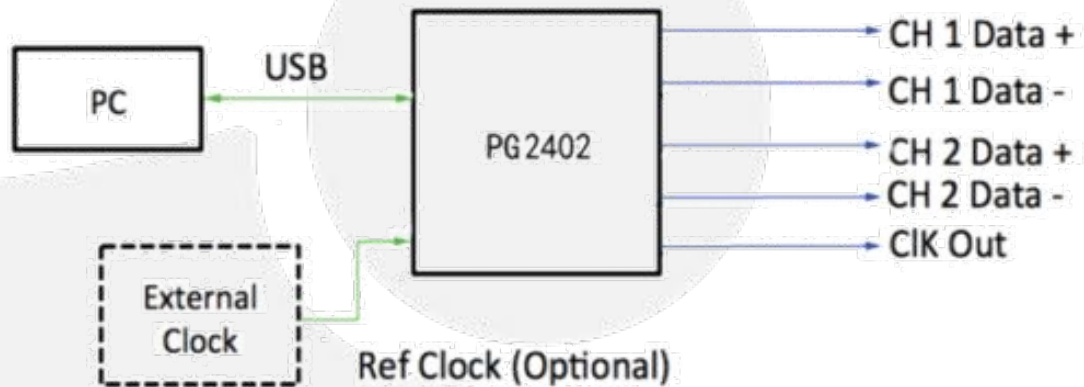 USB
PC
PG2402
CH 1 Data +
CH 1 Data -
CH 2 Data +
CH 2 Data -
ClK Out
External
Clock
Ref Clock (Optional)